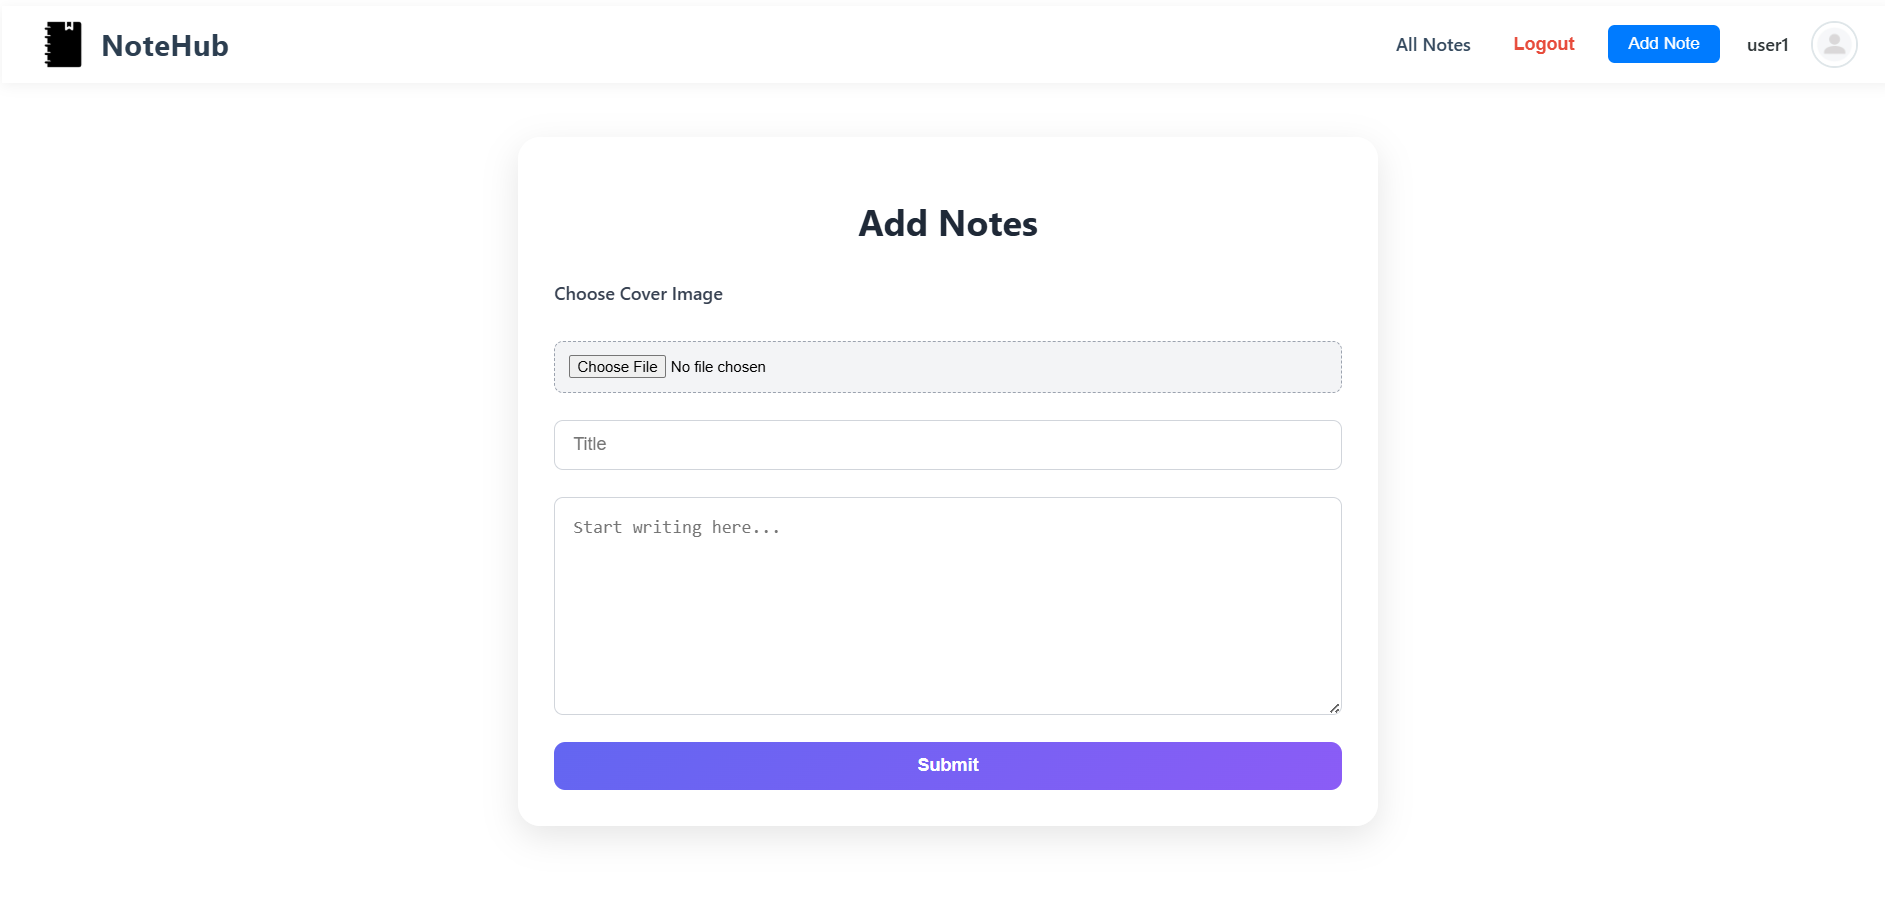 NoteHub
All Notes
Logout
Add Note
user1
Add Notes
Choose Cover Image
Choose File No file chosen
Title
Start writing here...
Submit